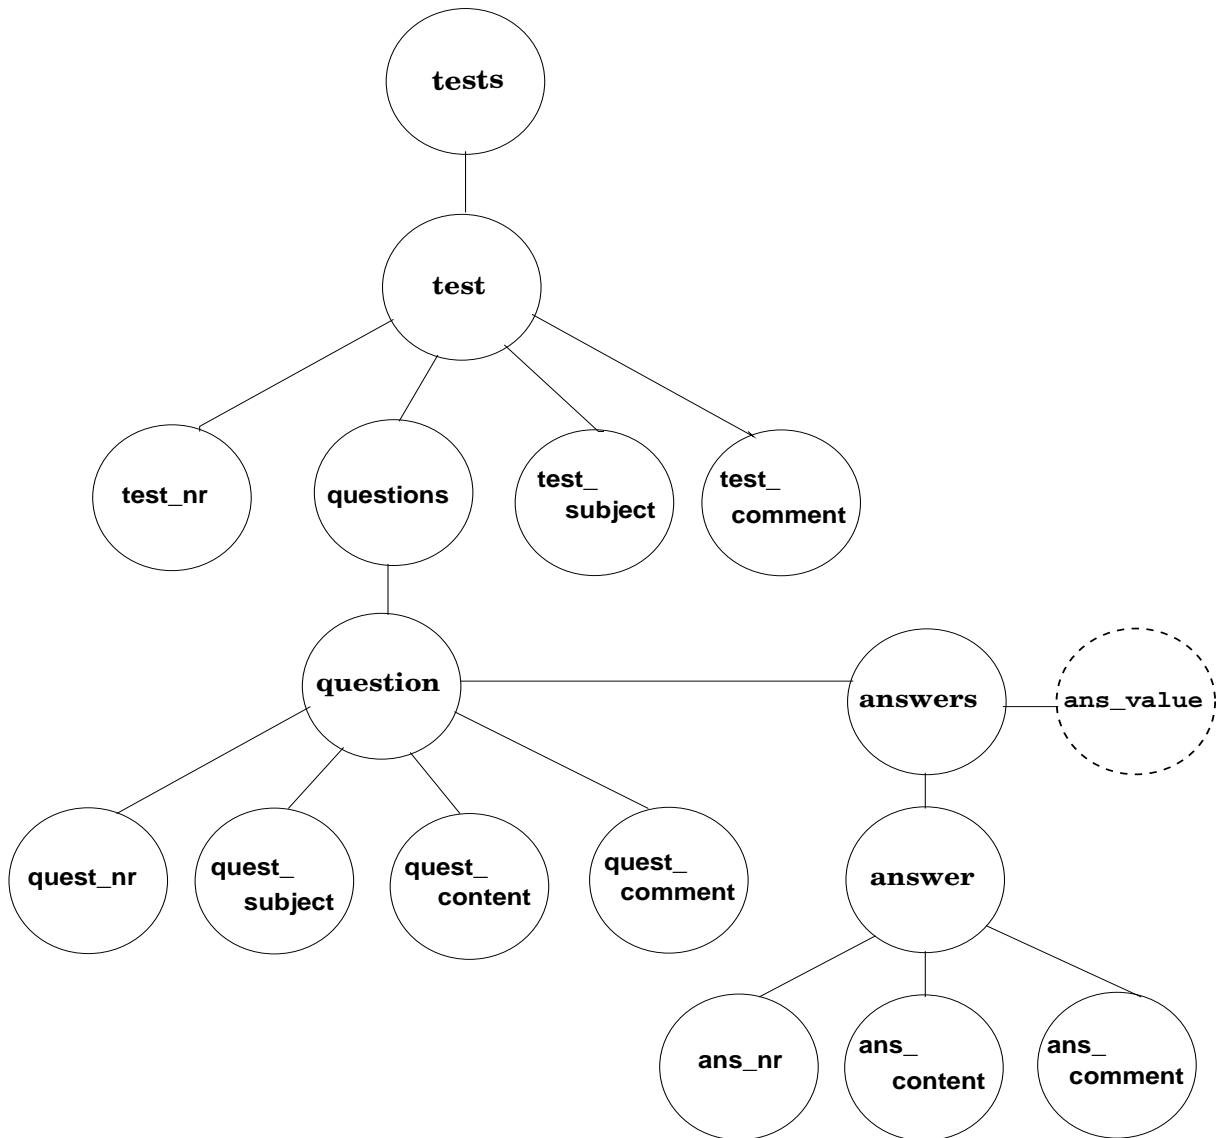 tests
test
test_nr
questions
test_
subject
test_
comment
question
answers
ans_value
quest_nr
quest_
subject
quest_
content
quest_
comment
answer
ans_nr
ans_
content
ans_
comment